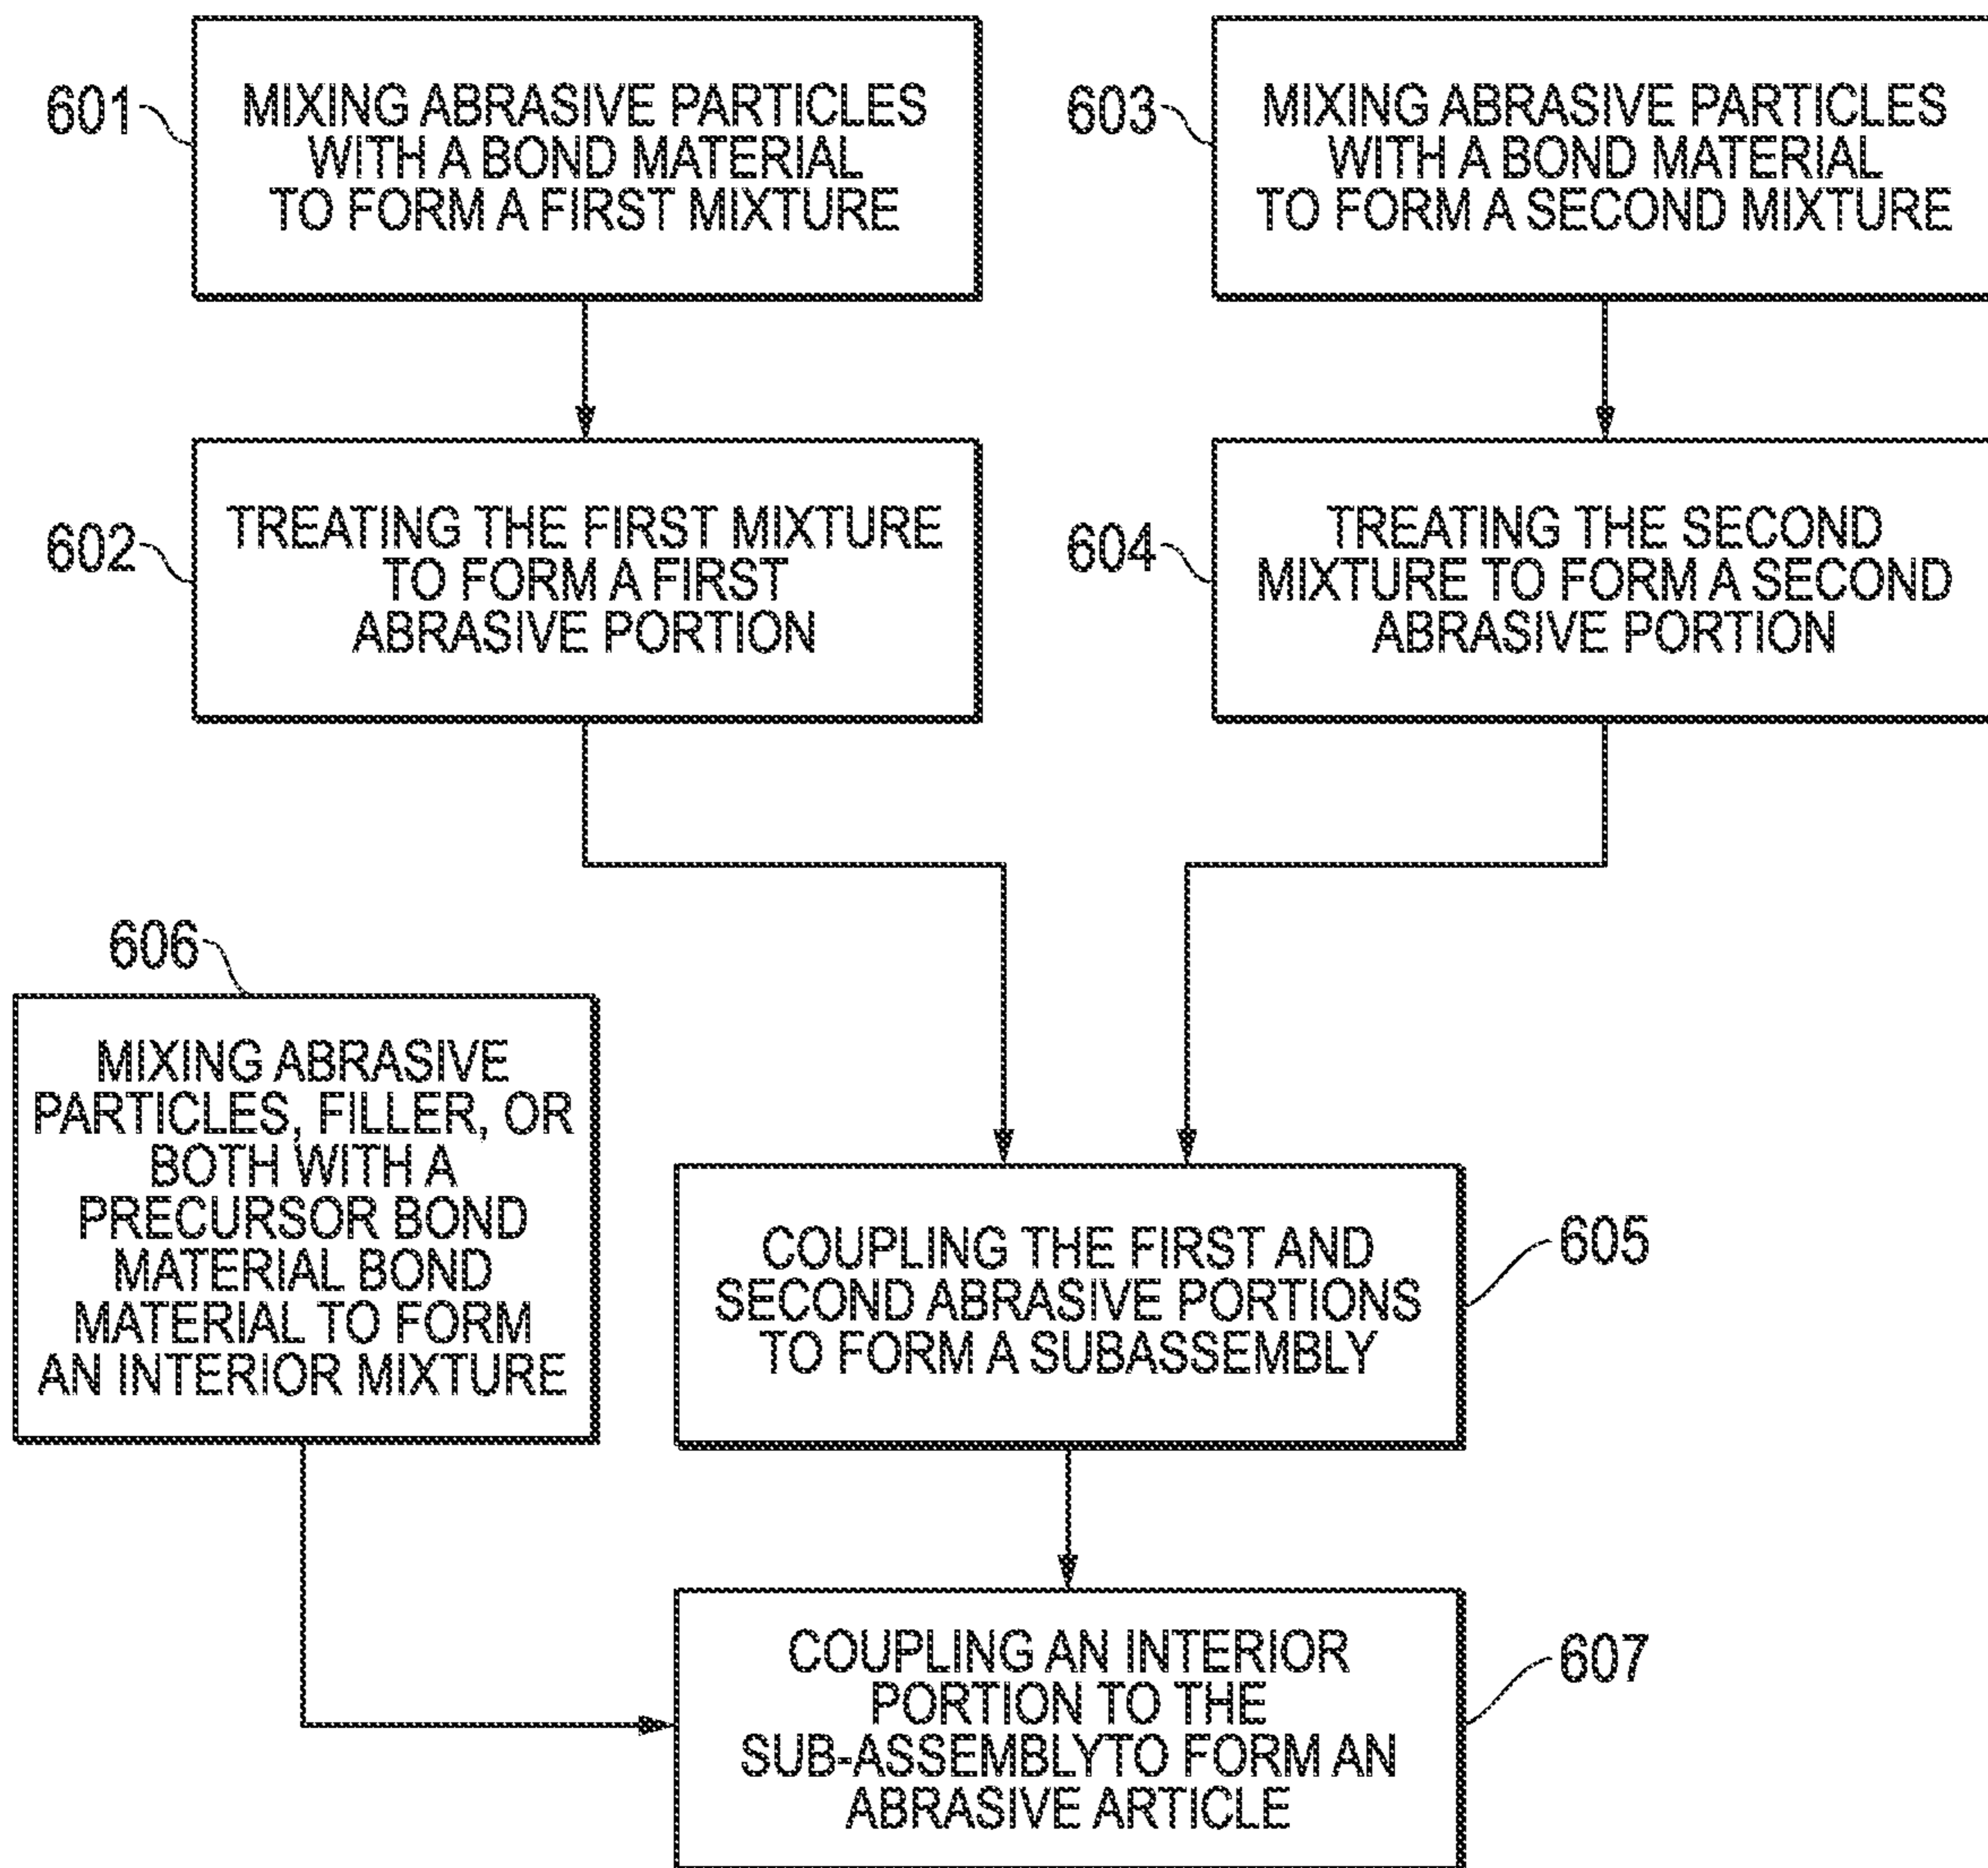 601
MIXING ABRASIVE PARTICLES
WITH A BOND MATERIAL
TO FORM A FIRST MIXTURE
603
MIXING ABRASIVE PARTICLES
WITH A BOND MATERIAL
TO FORM A SECOND MIXTURE
602
TREATING THE FIRST MIXTURE
TO FORM A FIRST
ABRASIVE PORTION
604
TREATING THE SECOND
MIXTURE TO FORM A SECOND
ABRASIVE PORTION
606
MIXING ABRASIVE
PARTICLES, FILLER, OR
BOTH WITH A
PRECURSOR BOND
MATERIAL BOND
MATERIAL TO FORM
AN INTERIOR MIXTURE
COUPLING THE FIRST AND
SECOND ABRASIVE PORTIONS
TO FORM A SUBASSEMBLY
605
COUPLING AN INTERIOR
PORTION TO THE
SUB-ASSEMBLYTO FORM AN
ABRASIVE ARTICLE
607